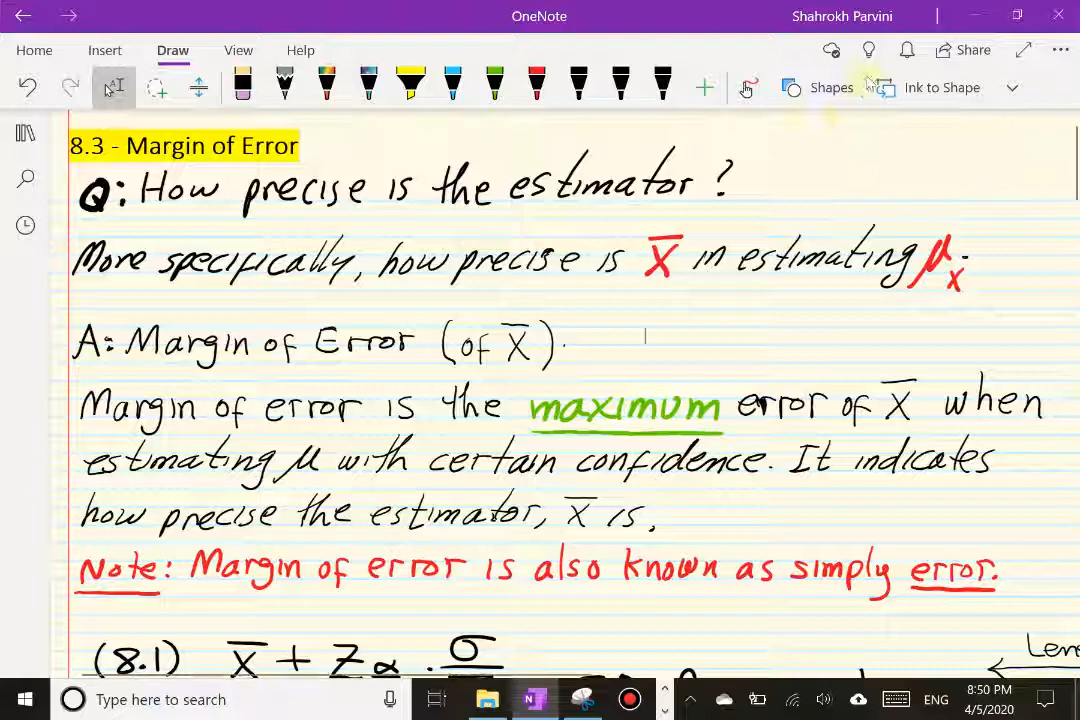 OneNote
Shahrokh Parvini
Home Insert Draw View Help
Share
Shapes Ink to Shape
8.3 - Margin of Error
Q: How precise is the estimator?
More specifically, how precise is X̅ in estimating μₓ.
A: Margin of Error (of X̅).
Margin of error is the maximum error of X̅ when
estimating μ with certain confidence. It indicates
how precise the estimator, X̅ is.
Note: Margin of error is also known as simply error.
(8.1) X̅ + Zα · σ
Type here to search
ENG
8:50 PM
4/5/2020